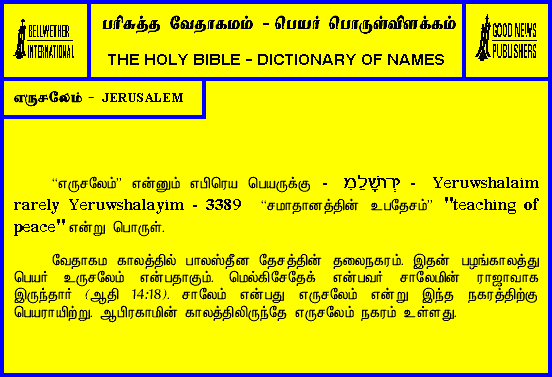 BELLWETHER
INTERNATIONAL
பரிசுத்த வேதாகமம் - பெயர் பொருள்விளக்கம்
THE HOLY BIBLE - DICTIONARY OF NAMES
GOOD NEWS
PUBLISHERS
எருசலேம் - JERUSALEM
“எருசலேம்” என்னும் எபிரெய பெயருக்கு - - Yeruwshalaim
rarely Yeruwshalayim - 3389 “சமாதானத்தின் உபதேசம்” "teaching of
peace" என்று பொருள்.
வேதாகம காலத்தில் பாலஸ்தீன தேசத்தின் தலைநகரம். இதன் பழங்காலத்து
பெயர் உருசலேம் என்பதாகும். மெல்கிசேதேக் என்பவர் சாலேமின் ராஜாவாக
இருந்தார் (ஆதி 14:18). சாலேம் என்பது எருசலேம் என்று இந்த நகரத்திற்கு
பெயராயிற்று. ஆபிரகாமின் காலத்திலிருந்தே எருசலேம் நகரம் உள்ளது.